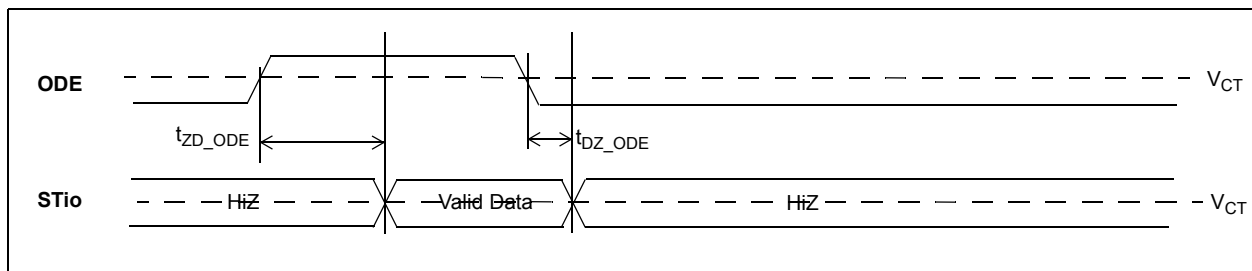 ODE
V_CT
t_ZD_ODE
t_DZ_ODE
STio
HiZ
Valid Data
HiZ
V_CT